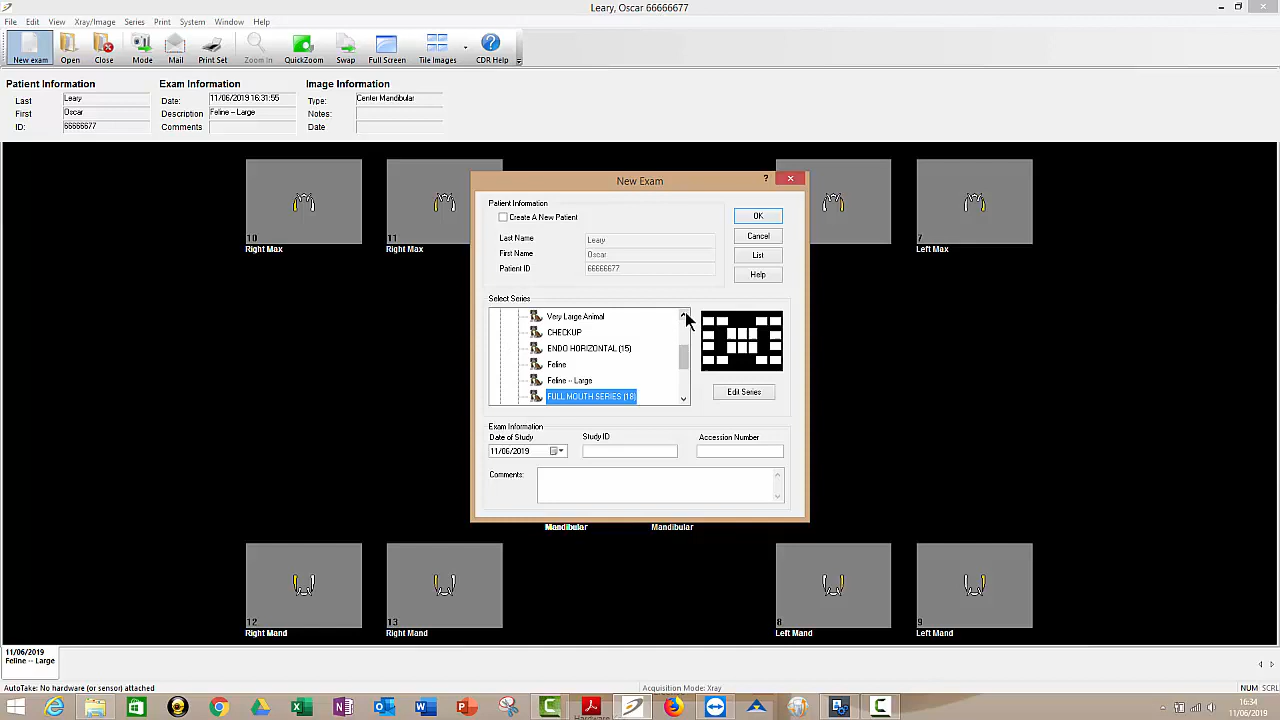 Leary, Oscar 66666677
File Edit View Xray/Image Series Print System Window Help
New exam Open Close Mode Mail Print Set Zoom In QuickZoom Swap Full Screen Tile Images CDR Help
Patient Information Exam Information Image Information
Last Leary Date: 11/06/2019 16:31:55 Type: Center Mandibular
First Oscar Description Feline -- Large Notes:
ID: 66666677 Comments Date
10 11 7
Right Max Right Max Left Max
New Exam ?
Patient Information
Create A New Patient
Last Name Leary
First Name Oscar
Patient ID 66666677
OK
Cancel
List
Help
Select Series
Very Large Animal
CHECKUP
ENDO HORIZONTAL (15)
Feline
Feline -- Large
FULL MOUTH SERIES (18)
Edit Series
Exam Information
Date of Study Study ID Accession Number
11/06/2019
Comments:
Mandibular Mandibular
12 13 8 9
Right Mand Right Mand Left Mand Left Mand
11/06/2019
Feline -- Large
AutoTake: No hardware (or sensor) attached Acquisition Mode: Xray NUM SCRL
Hardware
16:34
11/06/2019